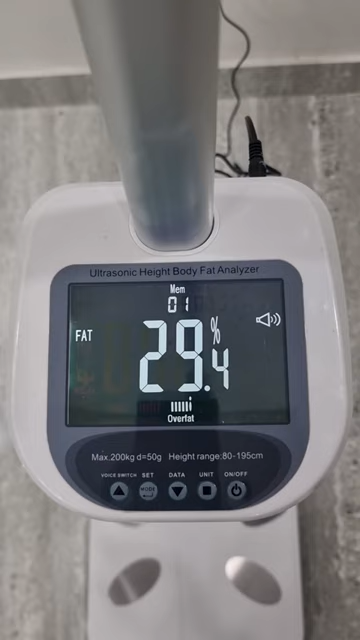 Ultrasonic Height Body Fat Analyzer
Mem
01
FAT
29.4%
Overfat
Max.200kg d=50g Height range:80-195cm
VOICE SWITCH SET DATA UNIT ON/OFF
MODE